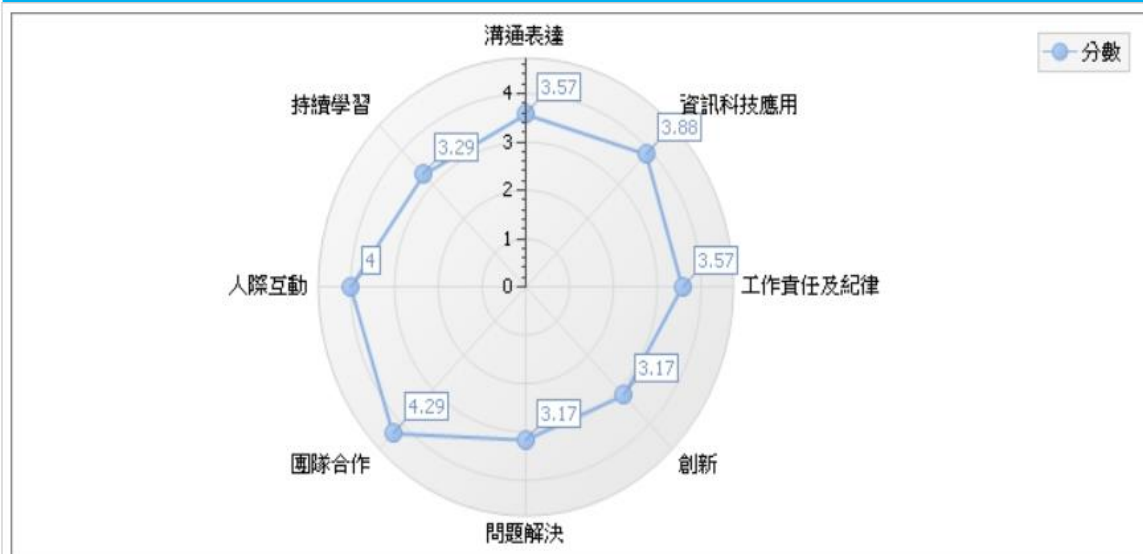 溝通表達
分數
3.57
持續學習
資訊科技應用
4
3.88
3.29
3
2
1
4
3.57
人際互動
0
工作責任及紀律
3.17
4.29
3.17
團隊合作
創新
問題解決